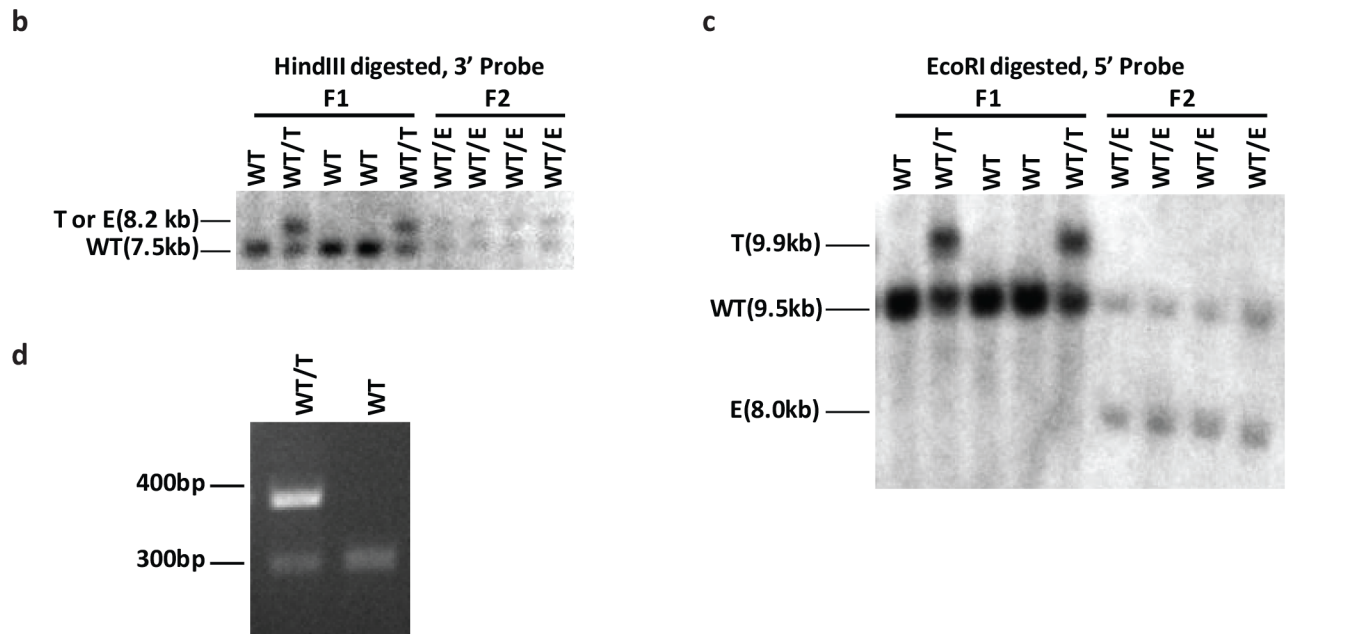 b
HindIII digested, 3’ Probe
F1 F2
WT WT/T WT WT WT/T WT/E WT/E WT/E WT/E
T or E(8.2 kb)
WT(7.5kb)
c
EcoRI digested, 5’ Probe
F1 F2
WT WT/T WT WT WT/T WT/E WT/E WT/E WT/E
T(9.9kb)
WT(9.5kb)
E(8.0kb)
d
WT/T WT
400bp
300bp